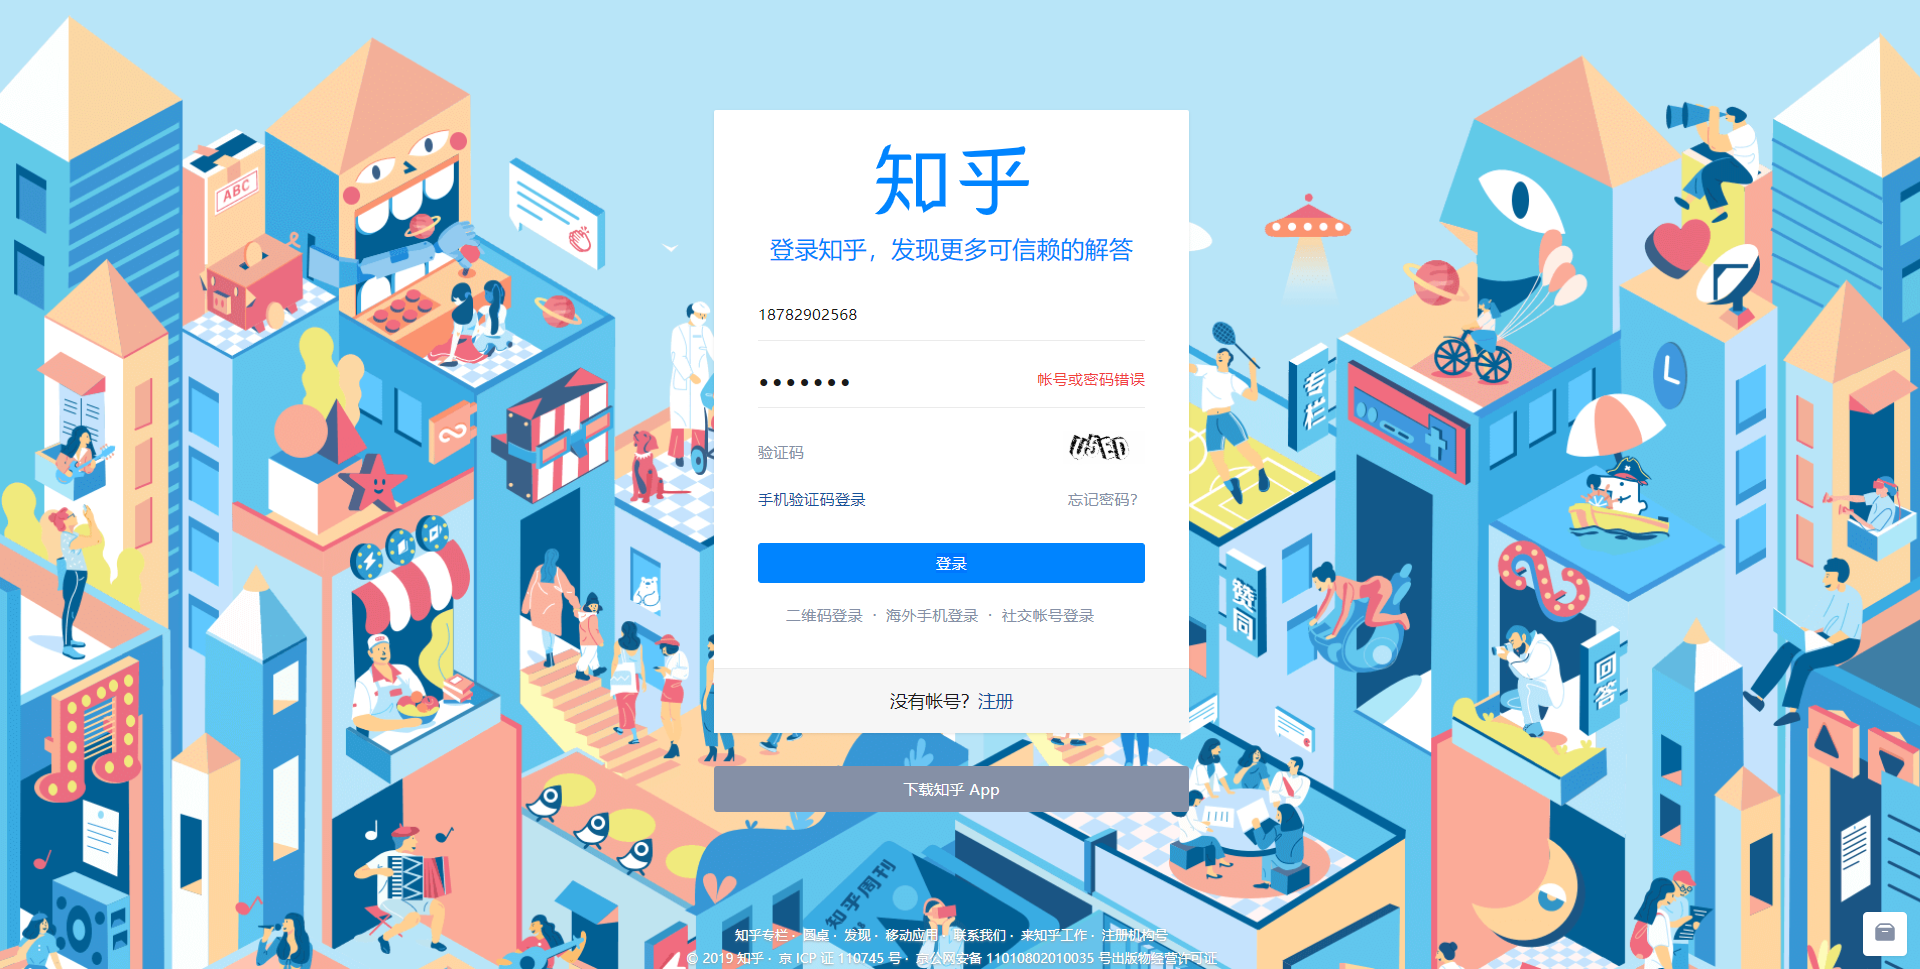 知乎
登录知乎，发现更多可信赖的解答
18782902568
•••••••
帐号或密码错误
验证码
手机验证码登录
忘记密码？
登录
二维码登录 · 海外手机登录 · 社交帐号登录
没有帐号？注册
下载知乎 App
ABC
专栏
赞同
回答
知乎周刊
知乎专栏· 圆桌· 发现· 移动应用· 联系我们· 来知乎工作· 注册机构号
© 2019 知乎· 京 ICP 证 110745 号· 京公网安备 11010802010035 号出版物经营许可证